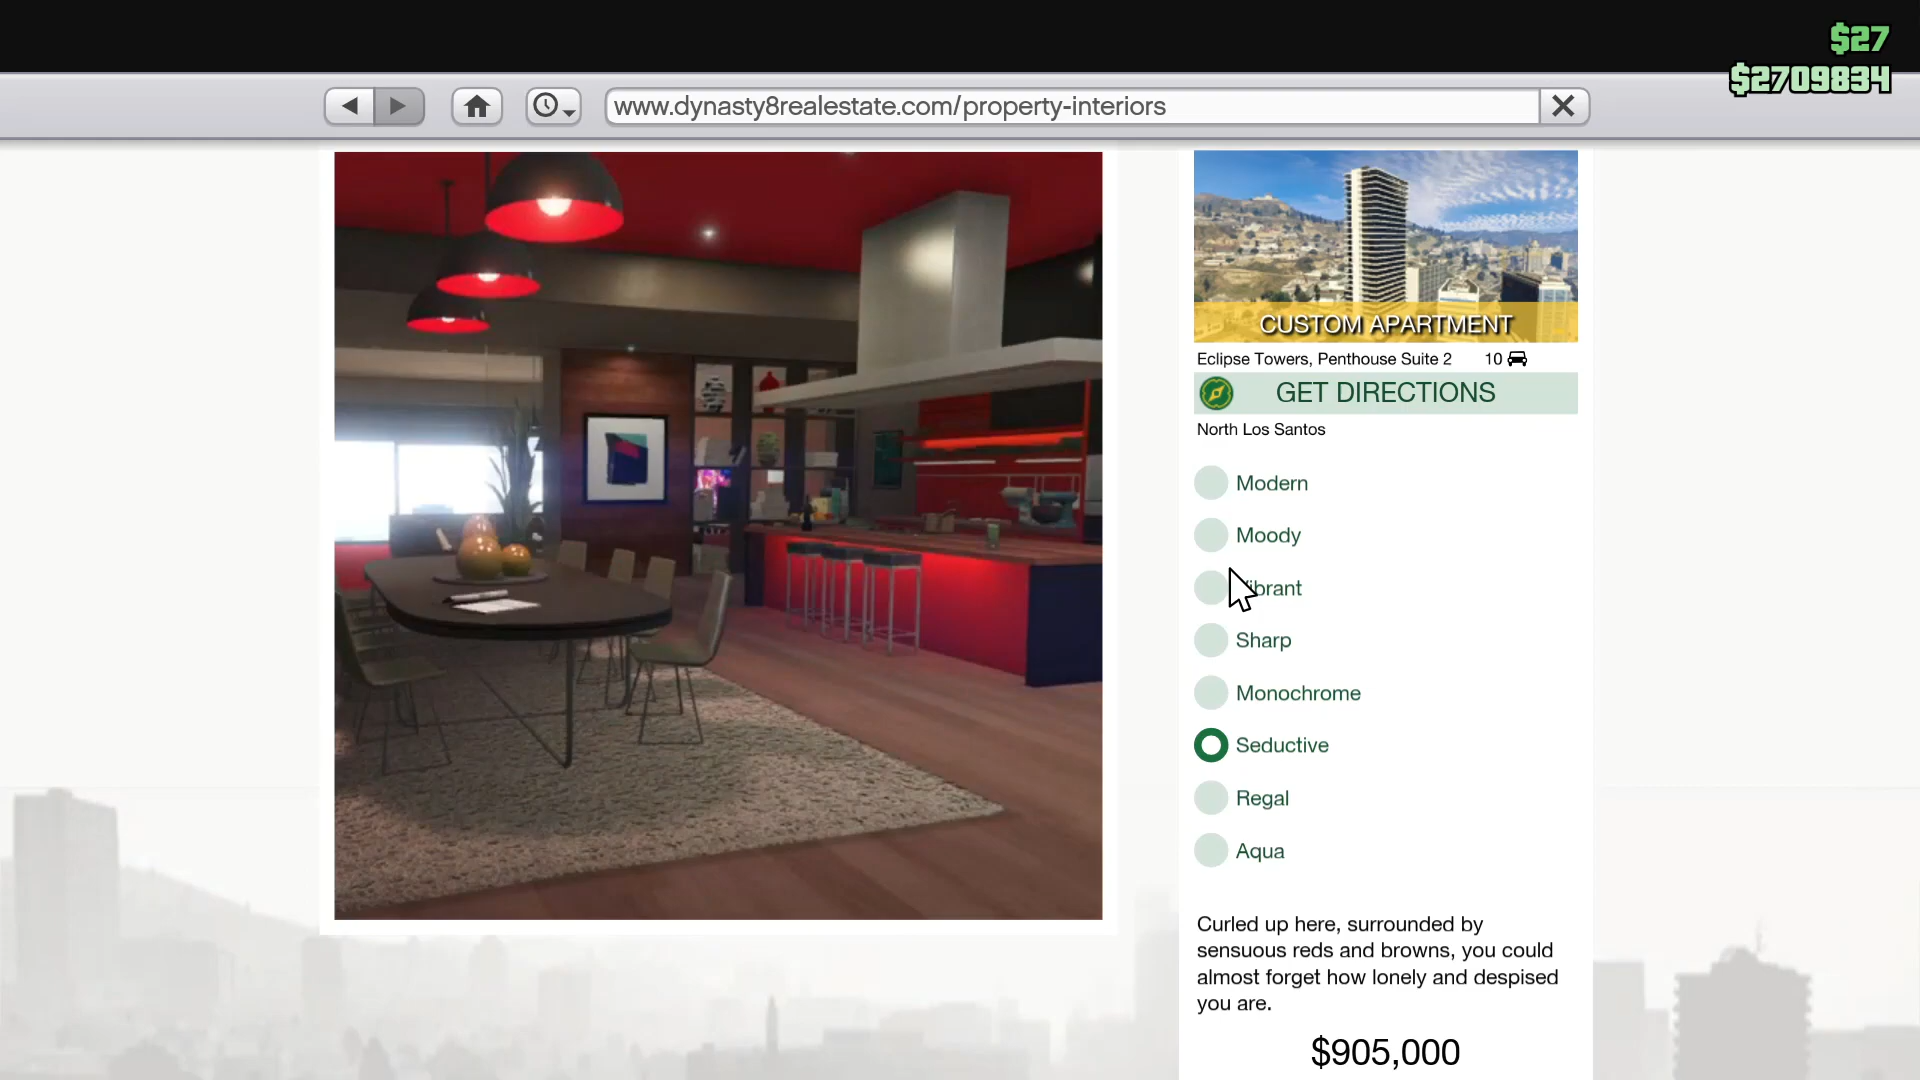 $27
$2709834
www.dynasty8realestate.com/property-interiors
CUSTOM APARTMENT
Eclipse Towers, Penthouse Suite 2 10
GET DIRECTIONS
North Los Santos
Modern
Moody
ibrant
Sharp
Monochrome
Seductive
Regal
Aqua
Curled up here, surrounded by
sensuous reds and browns, you could
almost forget how lonely and despised
you are.
$905,000